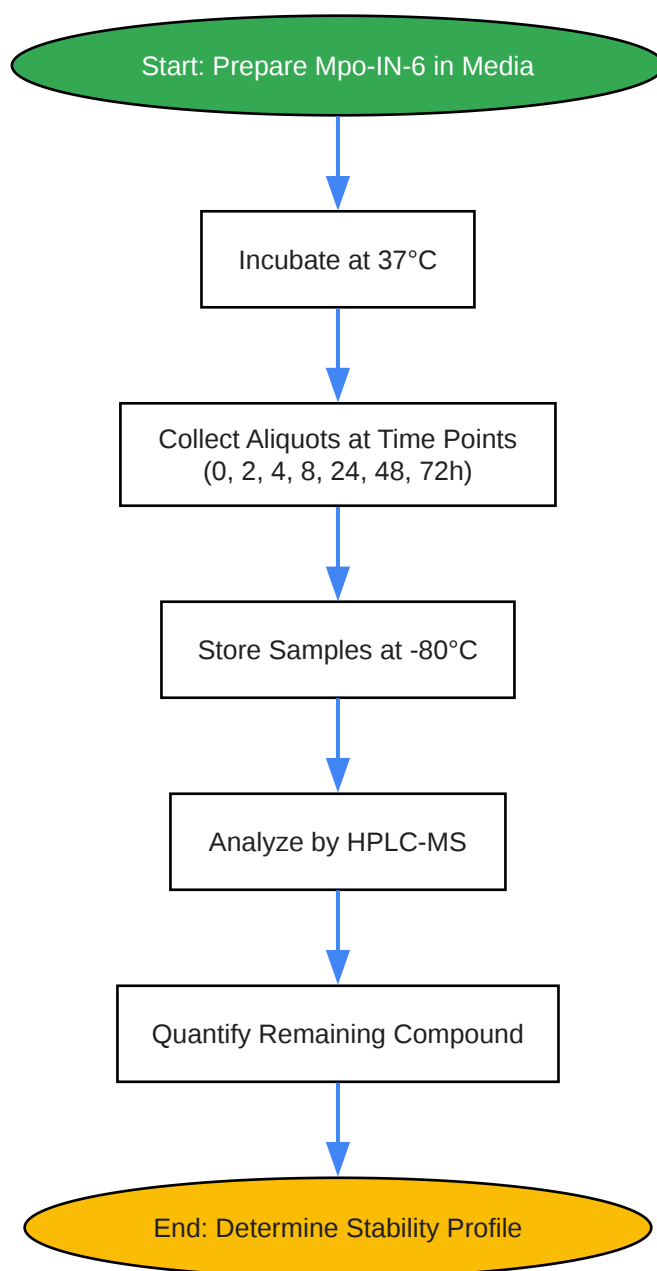 Start: Prepare Mpo-IN-6 in Media
Incubate at 37°C
Collect Aliquots at Time Points
(0, 2, 4, 8, 24, 48, 72h)
Store Samples at -80°C
Analyze by HPLC-MS
Quantify Remaining Compound
End: Determine Stability Profile